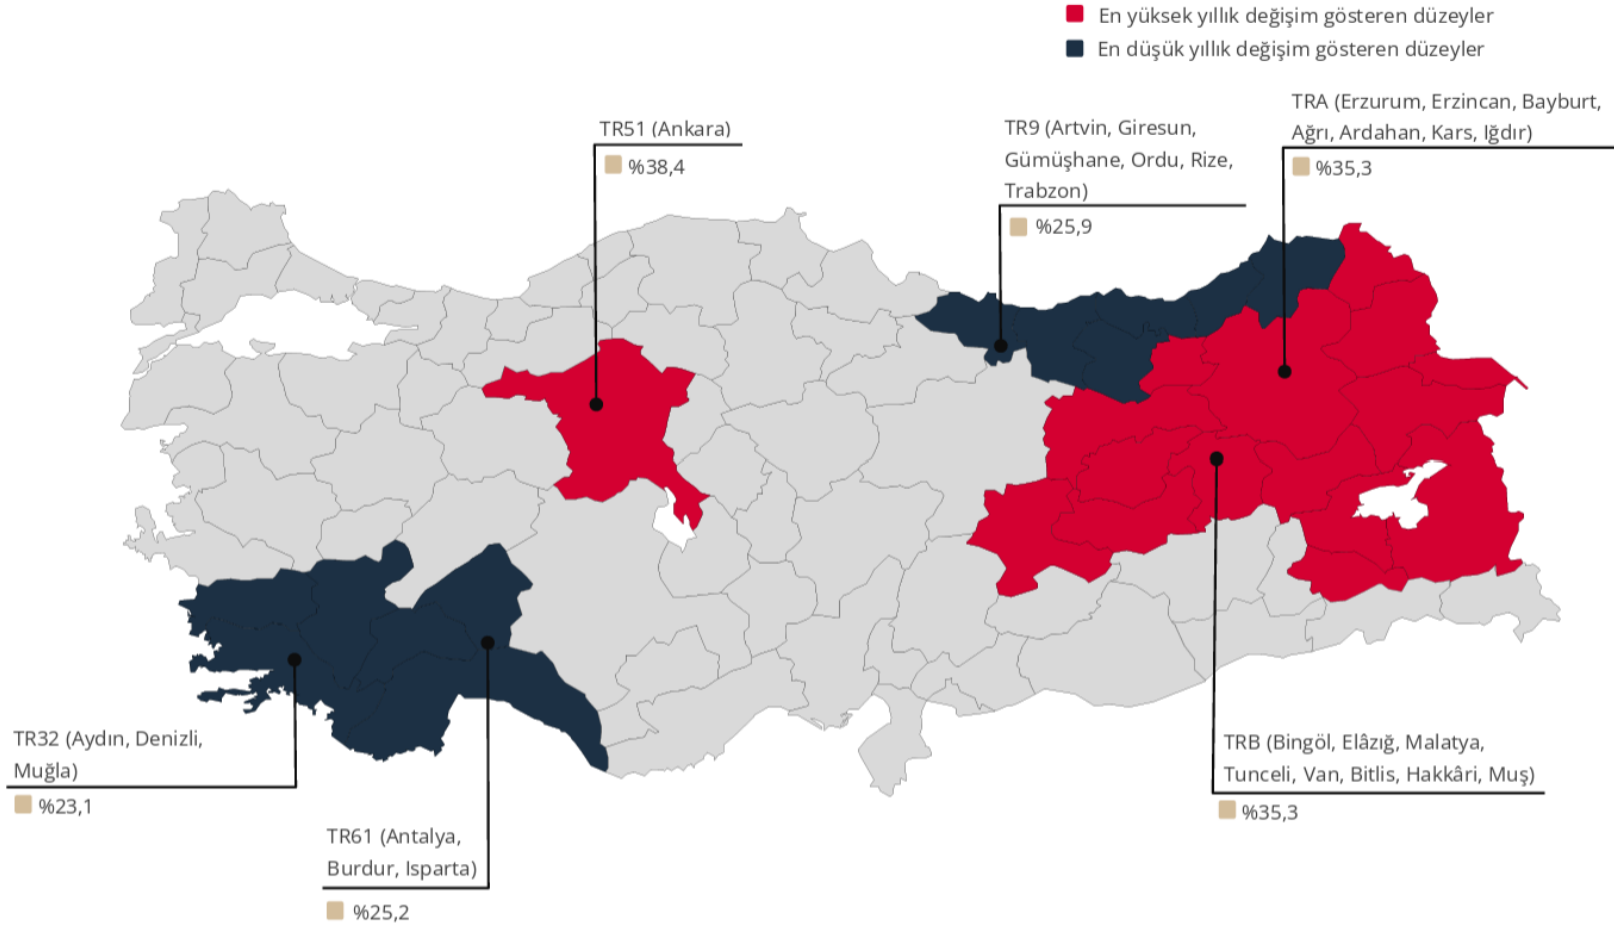 En yüksek yıllık değişim gösteren düzeyler
En düşük yıllık değişim gösteren düzeyler
TR51 (Ankara)
%38,4
TR9 (Artvin, Giresun,
Gümüşhane, Ordu, Rize,
Trabzon)
%25,9
TRA (Erzurum, Erzincan, Bayburt,
Ağrı, Ardahan, Kars, Iğdır)
%35,3
TR32 (Aydın, Denizli,
Muğla)
%23,1
TR61 (Antalya,
Burdur, Isparta)
%25,2
TRB (Bingöl, Elâzığ, Malatya,
Tunceli, Van, Bitlis, Hakkâri, Muş)
%35,3